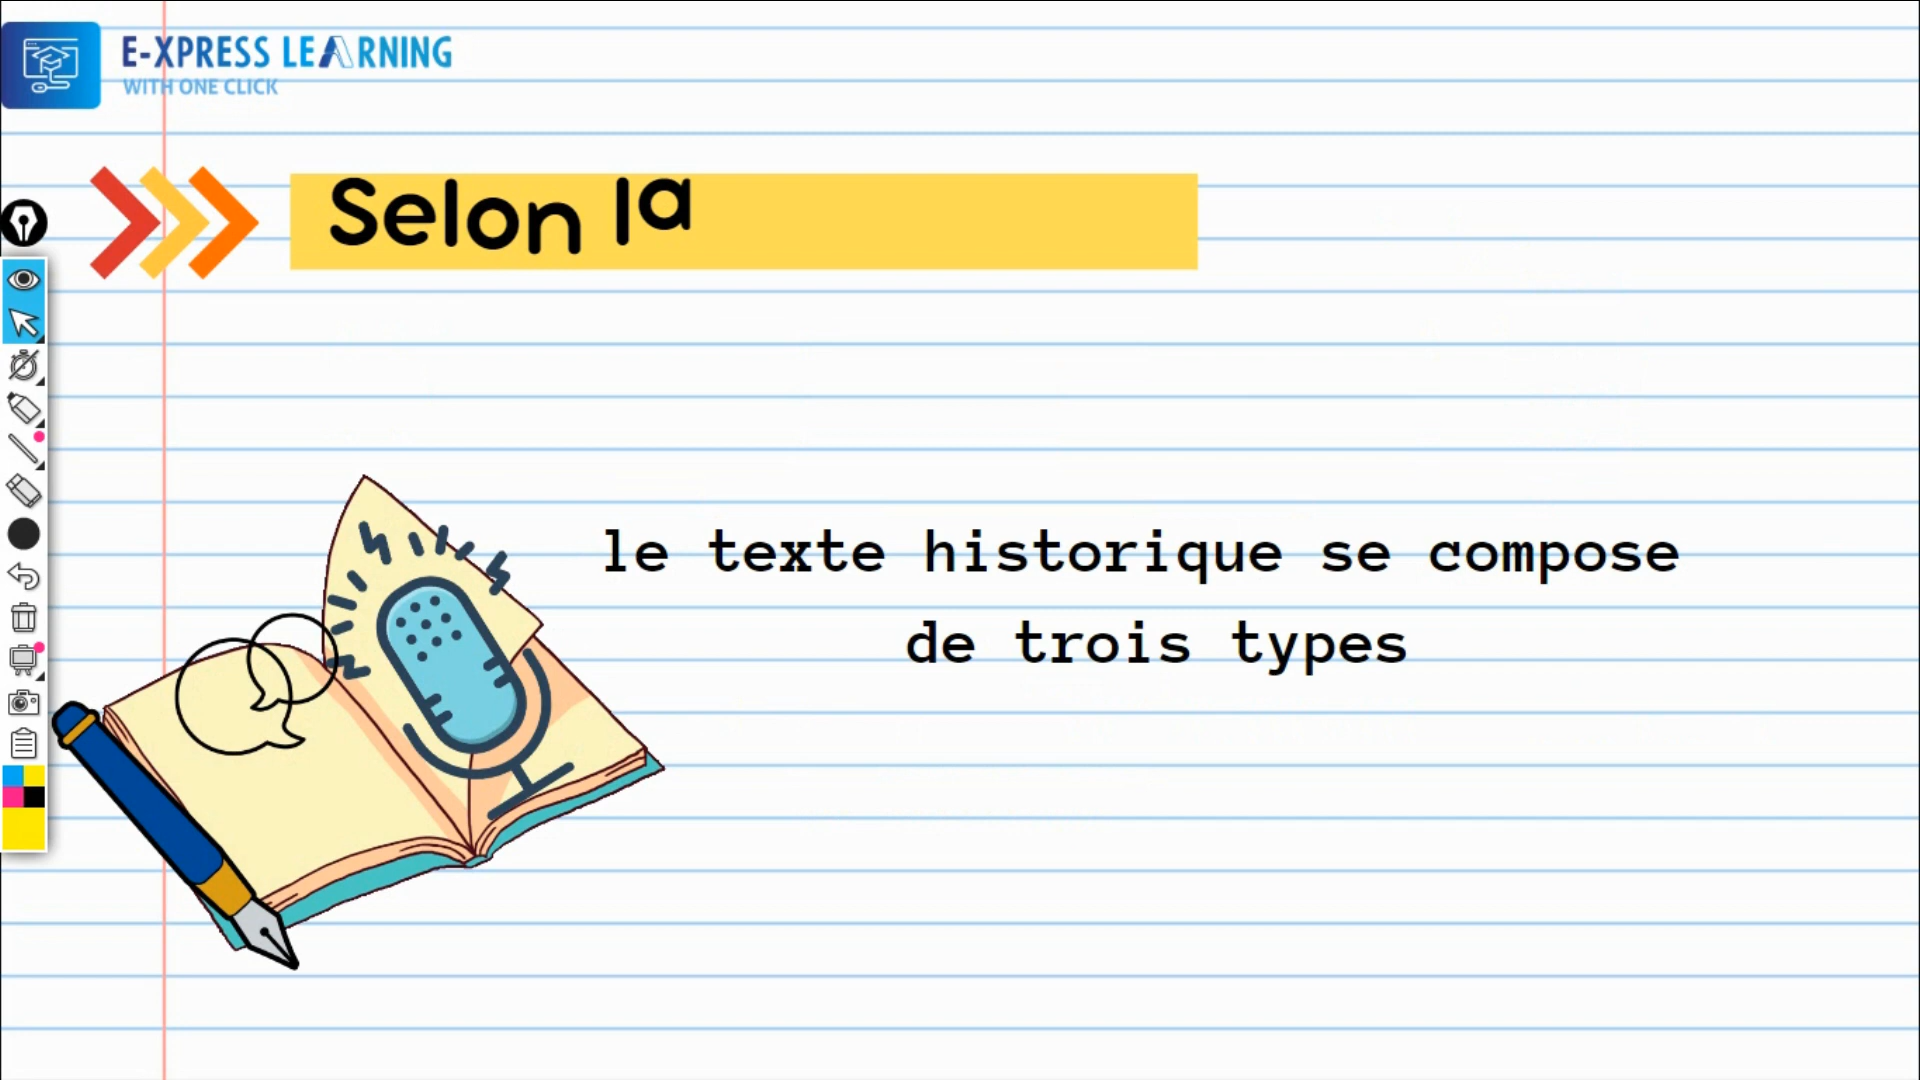 E-XPRESS LEARNING
WITH ONE CLICK
Selon la
le texte historique se compose
de trois types